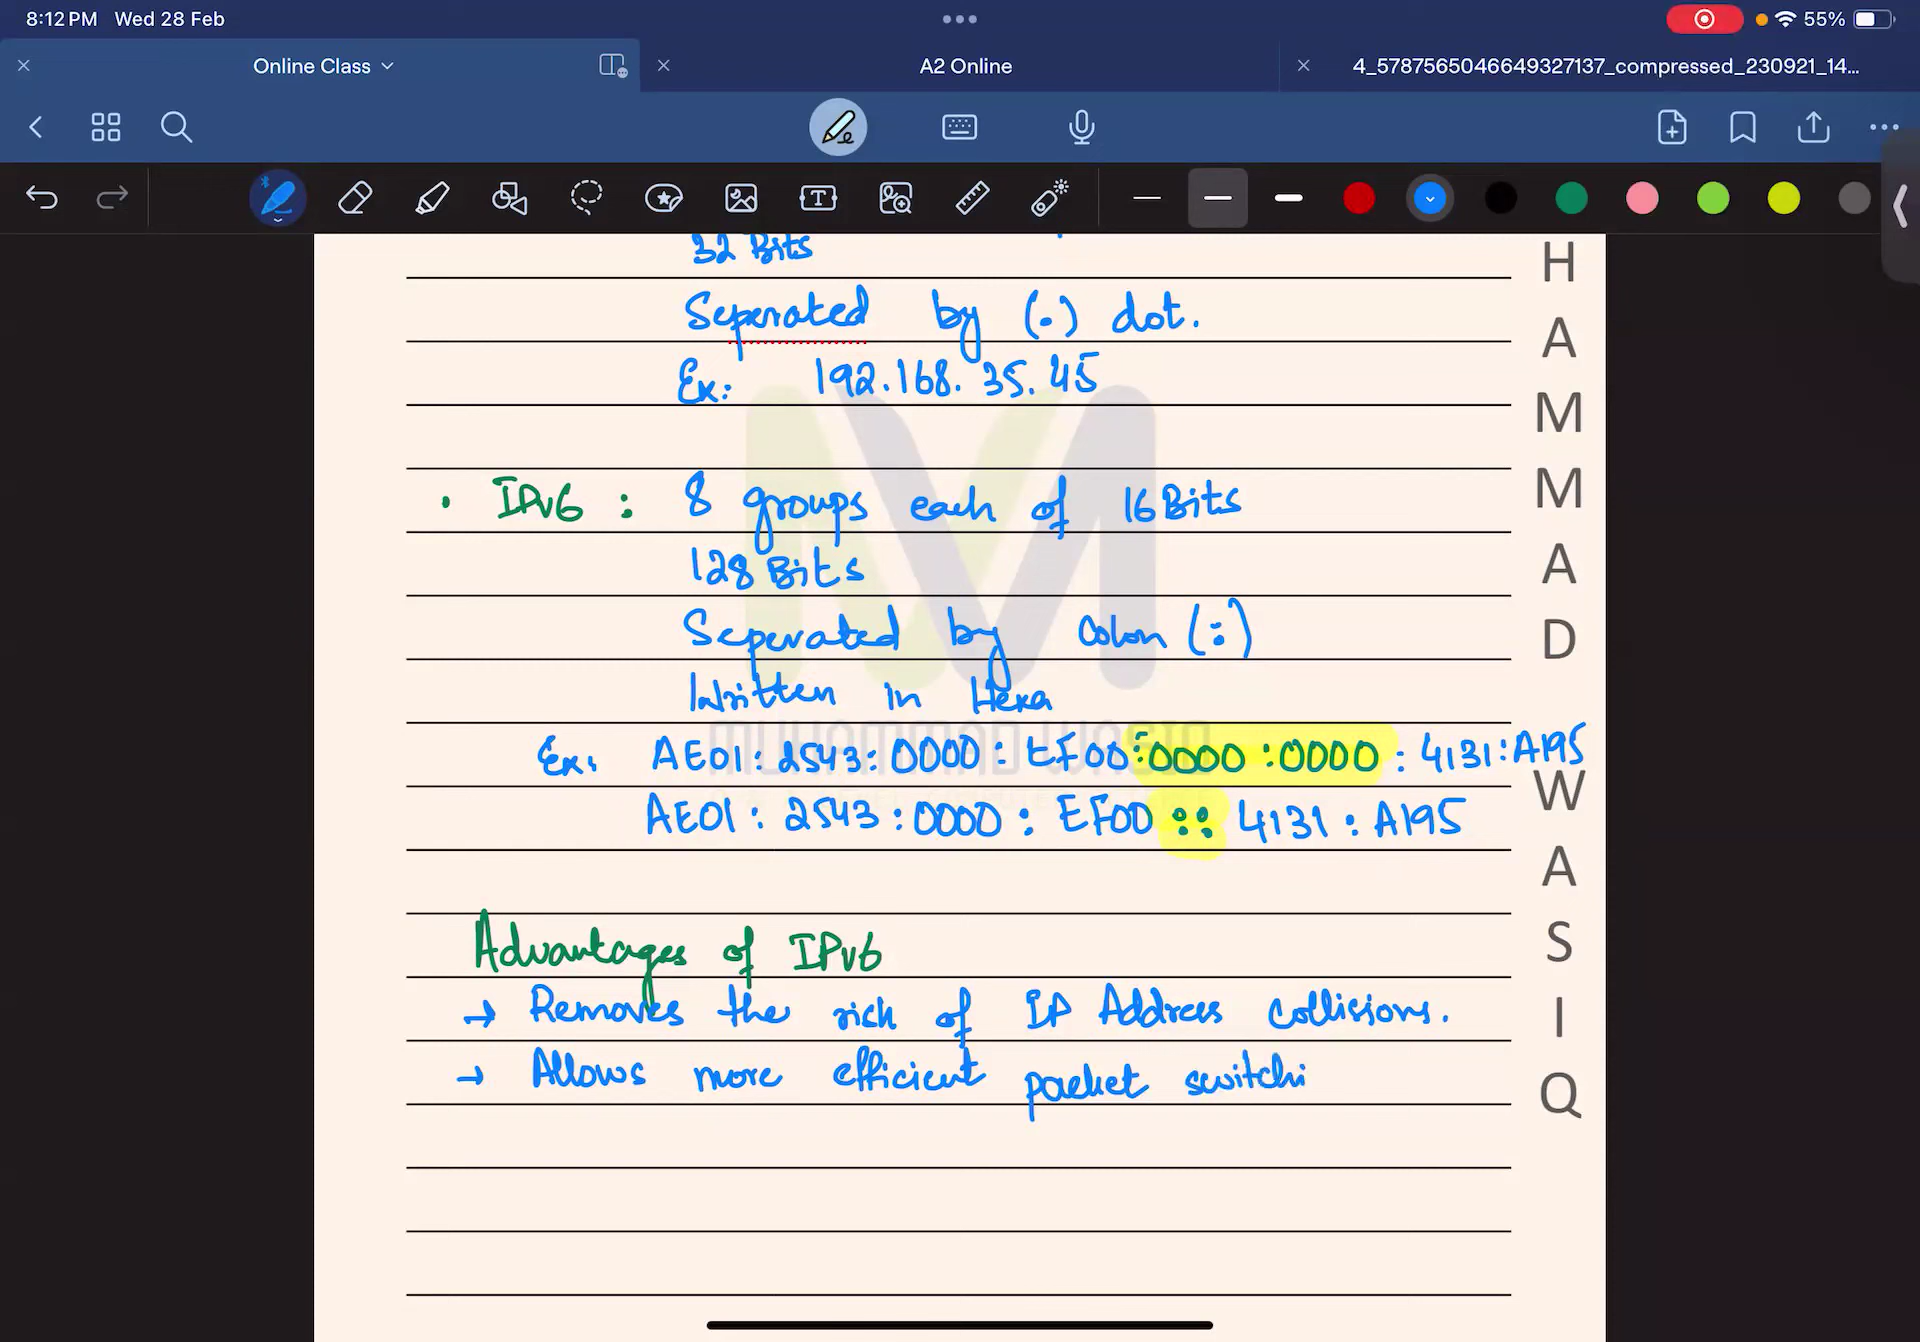 8:12 PM Wed 28 Feb
55%
Online Class
A2 Online
4_5787565046649327137_compressed_230921_14...
32 Bits
Seperated by (.) dot.
Ex: 192.168.35.45
• IPv6 : 8 groups each of 16 Bits
128 Bits
Seperated by Colon (:)
Written in Hexa
MUHAMMAD WASIQ
Ex: AE01:2543:0000:EF00:0000:0000:4131:A195
AE01:2543:0000:EF00::4131:A195
Advantages of IPv6
→ Removes the risk of IP Address collisions.
→ Allows more efficient packet switchi
H
A
M
M
A
D
W
A
S
I
Q